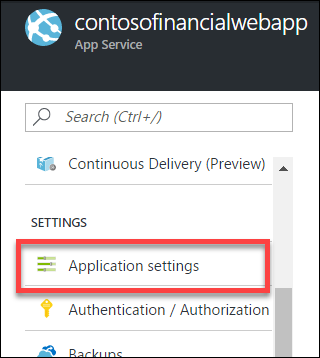 contosofinancialwebapp
App Service
Search (Ctrl+/)
Continuous Delivery (Preview)
SETTINGS
Application settings
Authentication / Authorization
Backups